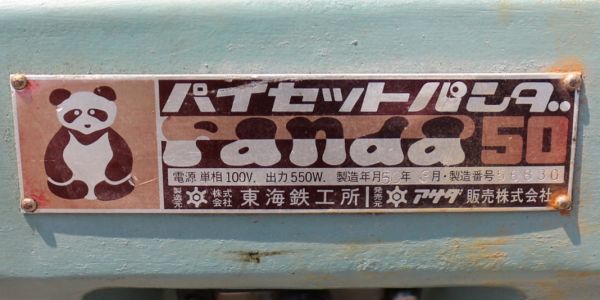 パイセットパンダ..
Panda 50
電源 単相100V. 出力550W. 製造年月5 年 月・製造番号
製造元 株式会社 東海鉄工所 発売元 アサダ販売株式会社